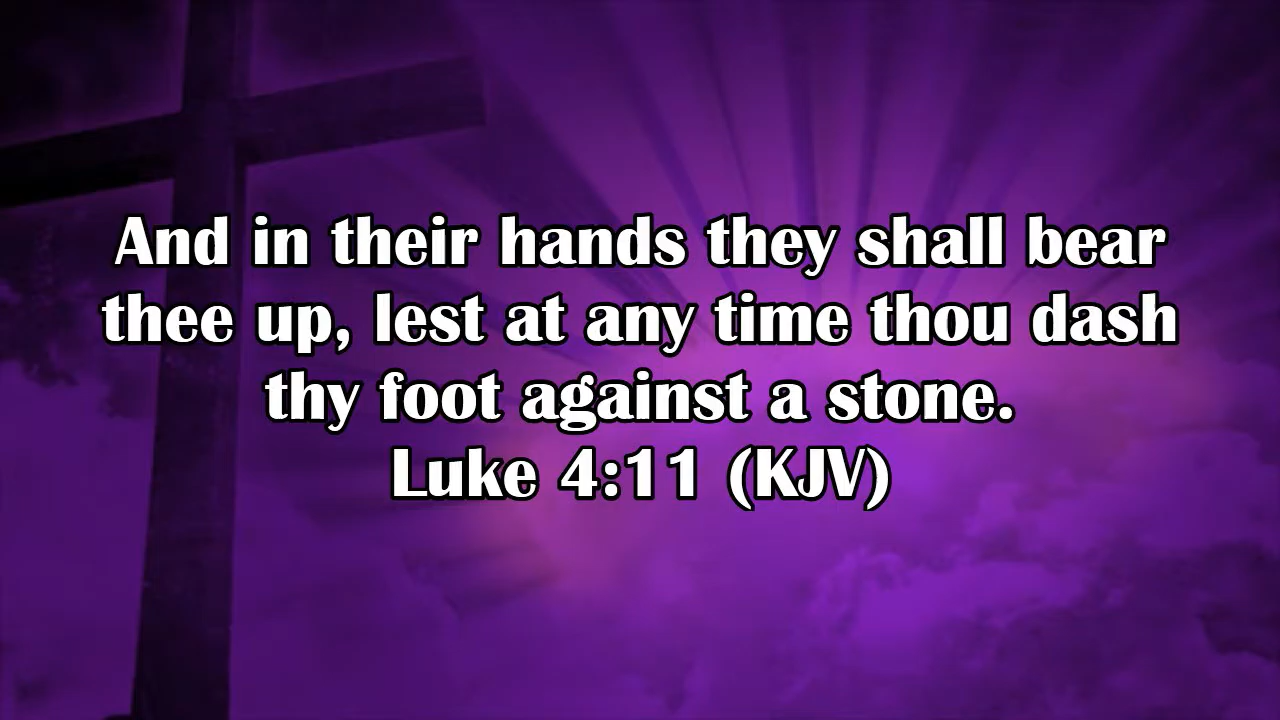 And in their hands they shall bear
thee up, lest at any time thou dash
thy foot against a stone.
Luke 4:11 (KJV)